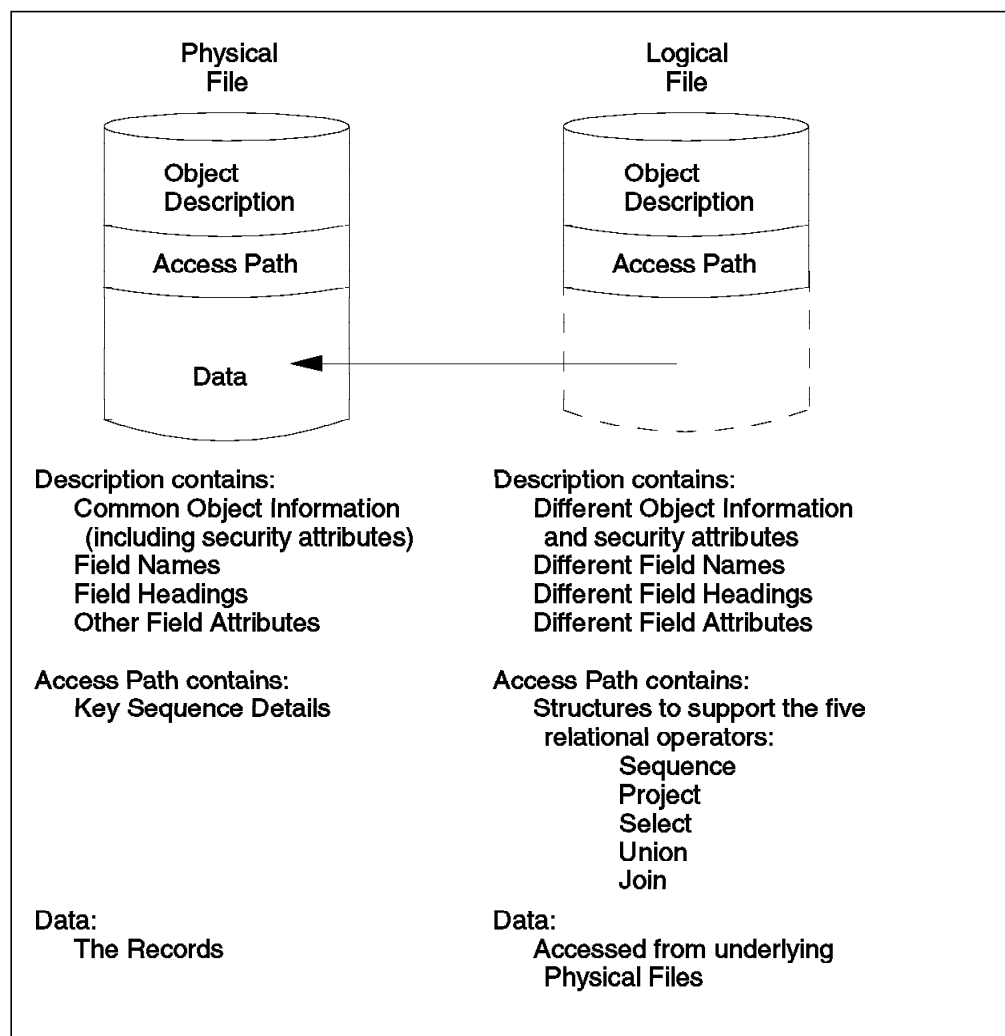 Physical
File
Object
Description
Access Path
Data
Description contains:
Common Object Information
(including security attributes)
Field Names
Field Headings
Other Field Attributes
Access Path contains:
Key Sequence Details
Data:
The Records
Logical
File
Object
Description
Access Path
Description contains:
Different Object Information
and security attributes
Different Field Names
Different Field Headings
Different Field Attributes
Access Path contains:
Structures to support the five
relational operators:
Sequence
Project
Select
Union
Join
Data:
Accessed from underlying
Physical Files